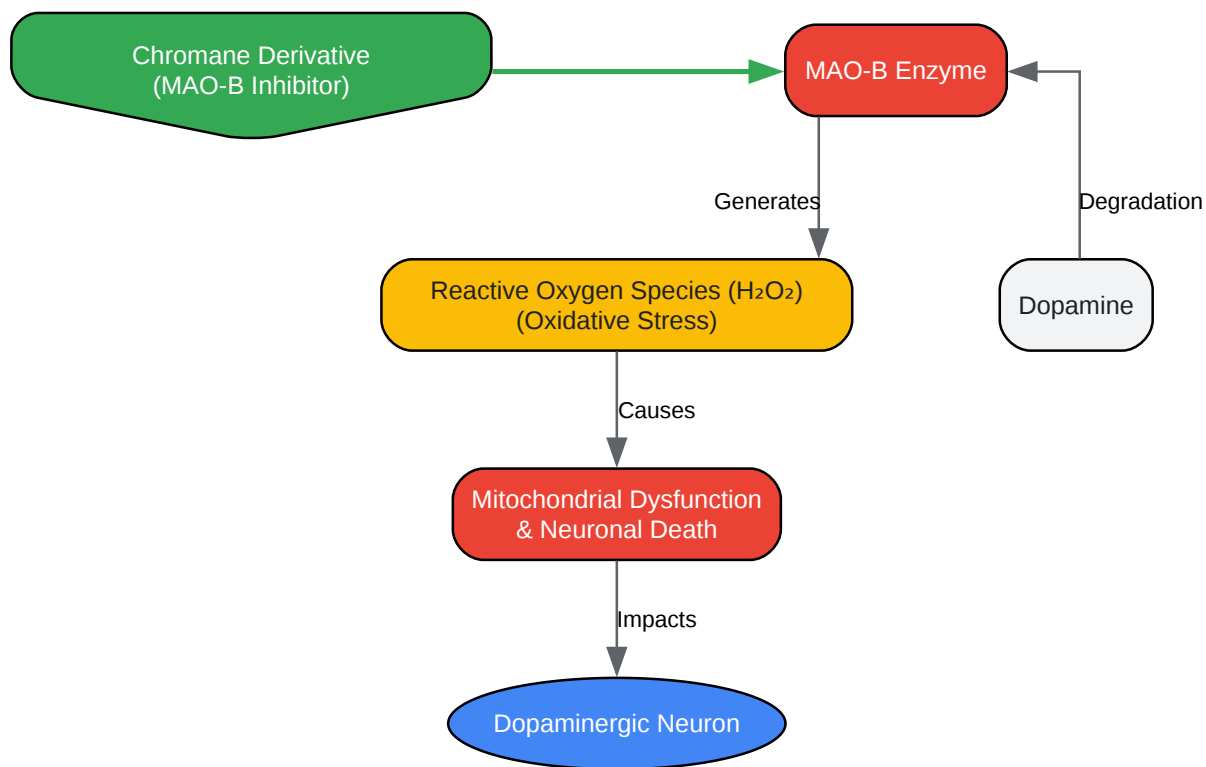 Chromane Derivative
(MAO-B Inhibitor)
MAO-B Enzyme
Generates
Degradation
Reactive Oxygen Species (H₂O₂)
(Oxidative Stress)
Dopamine
Causes
Mitochondrial Dysfunction
& Neuronal Death
Impacts
Dopaminergic Neuron